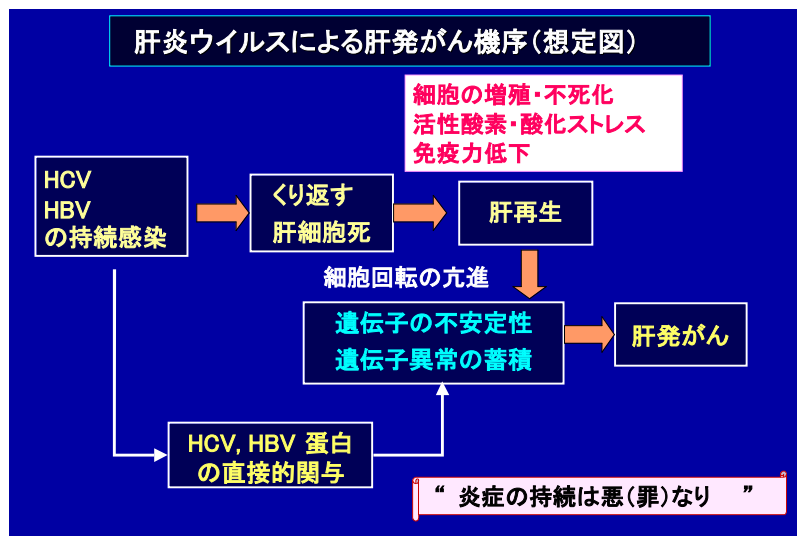 肝炎ウイルスによる肝発がん機序（想定図）
細胞の増殖・不死化
活性酸素・酸化ストレス
免疫力低下
HCV
HBV
の持続感染
くり返す
肝細胞死
肝再生
細胞回転の亢進
遺伝子の不安定性
遺伝子異常の蓄積
肝発がん
HCV, HBV 蛋白
の直接的関与
“ 炎症の持続は悪（罪）なり ”